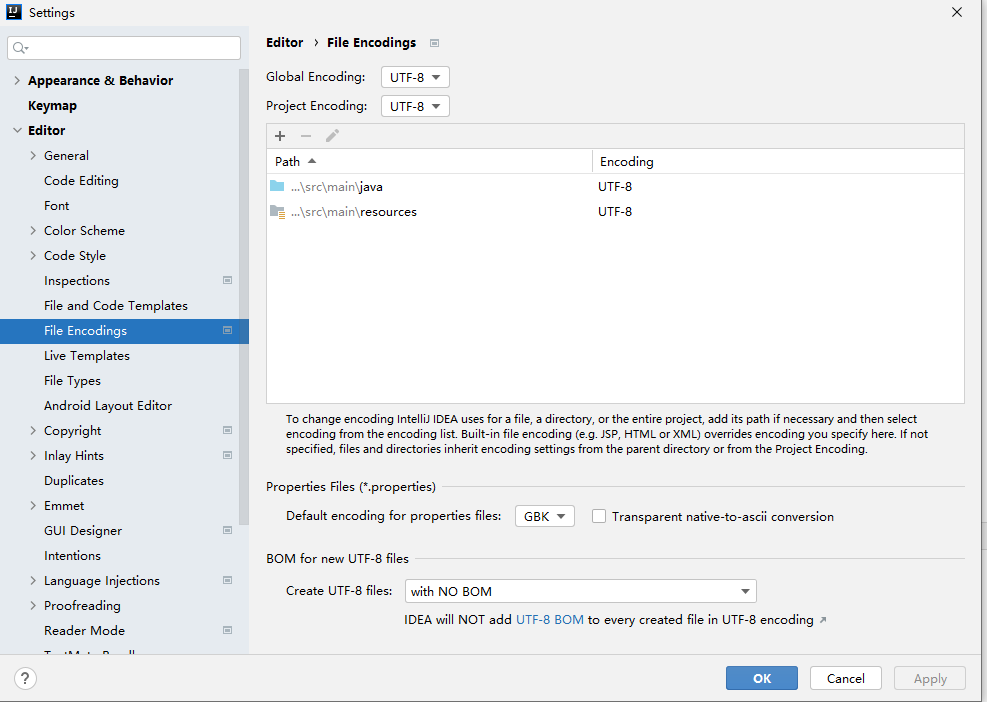 Settings
Appearance & Behavior
Keymap
Editor
General
Code Editing
Font
Color Scheme
Code Style
Inspections
File and Code Templates
File Encodings
Live Templates
File Types
Android Layout Editor
Copyright
Inlay Hints
Duplicates
Emmet
GUI Designer
Intentions
Language Injections
Proofreading
Reader Mode
Editor › File Encodings
Global Encoding: UTF-8
Project Encoding: UTF-8
Path Encoding
...\src\main\java UTF-8
...\src\main\resources UTF-8
To change encoding IntelliJ IDEA uses for a file, a directory, or the entire project, add its path if necessary and then select
encoding from the encoding list. Built-in file encoding (e.g. JSP, HTML or XML) overrides encoding you specify here. If not
specified, files and directories inherit encoding settings from the parent directory or from the Project Encoding.
Properties Files (*.properties)
Default encoding for properties files: GBK Transparent native-to-ascii conversion
BOM for new UTF-8 files
Create UTF-8 files: with NO BOM
IDEA will NOT add UTF-8 BOM to every created file in UTF-8 encoding ↗
? OK Cancel Apply